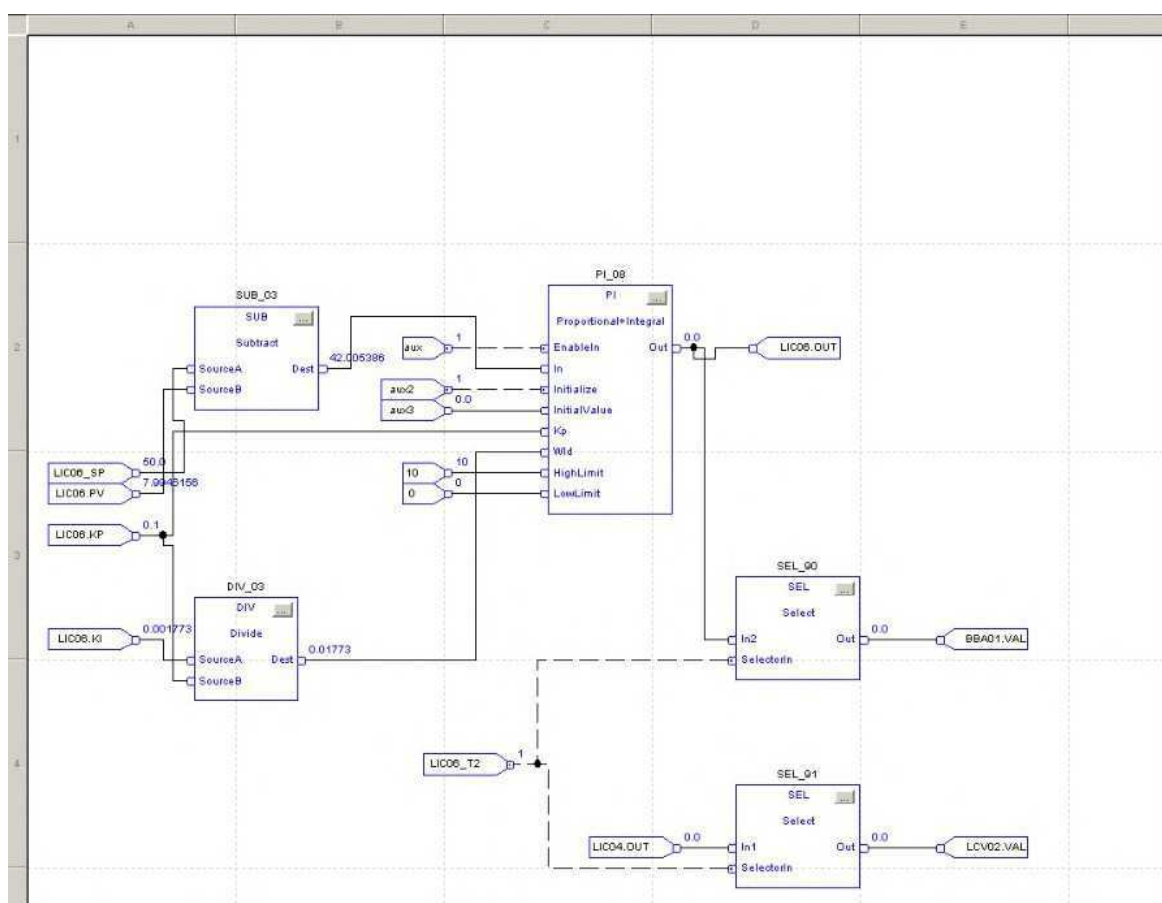 A B C D E
1
PI_08
SUB_03
PI
SUB ...
...
Proportional+Integral
Subtract
aux 1 EnableIn Out 0.0 LIC06.OUT
2
SourceA Dest 42.005386 In
SourceB aux2 1 Initialize
aux3 0.0 InitialValue
Kp
WId
LIC06_SP 50.0 10 10 HighLimit
LIC06.PV 7.9946156 0 0 LowLimit
LIC06.KP 0.1
3
SEL_90
DIV_03
SEL ...
DIV ...
Select
LIC06.KI 0.001773 Divide In2 Out 0.0 BBA01.VAL
SourceA Dest 0.01773 SelectorIn
SourceB
LIC06_T2 1
4
SEL_91
SEL ...
Select
LIC04.OUT 0.0 In1 Out 0.0 LCV02.VAL
SelectorIn